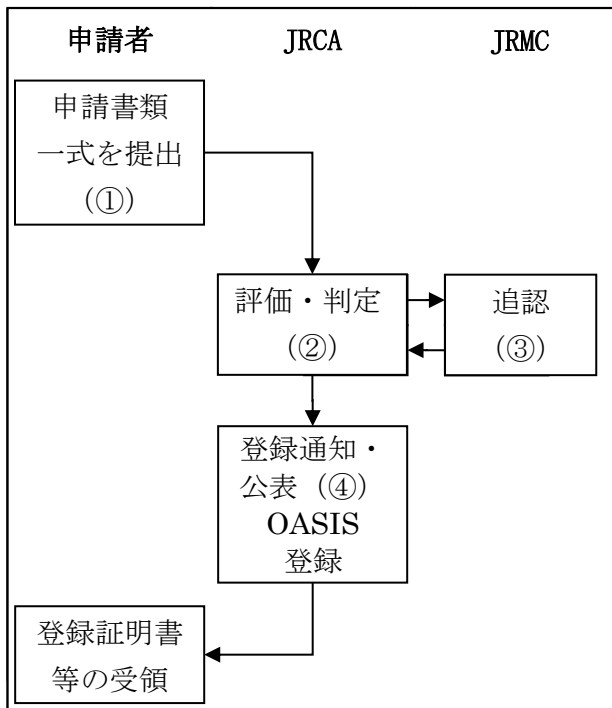 申請者 JRCA JRMC
申請書類
一式を提出
(①)
評価・判定
(②)
追認
(③)
登録通知・
公表（④）
OASIS
登録
登録証明書
等の受領